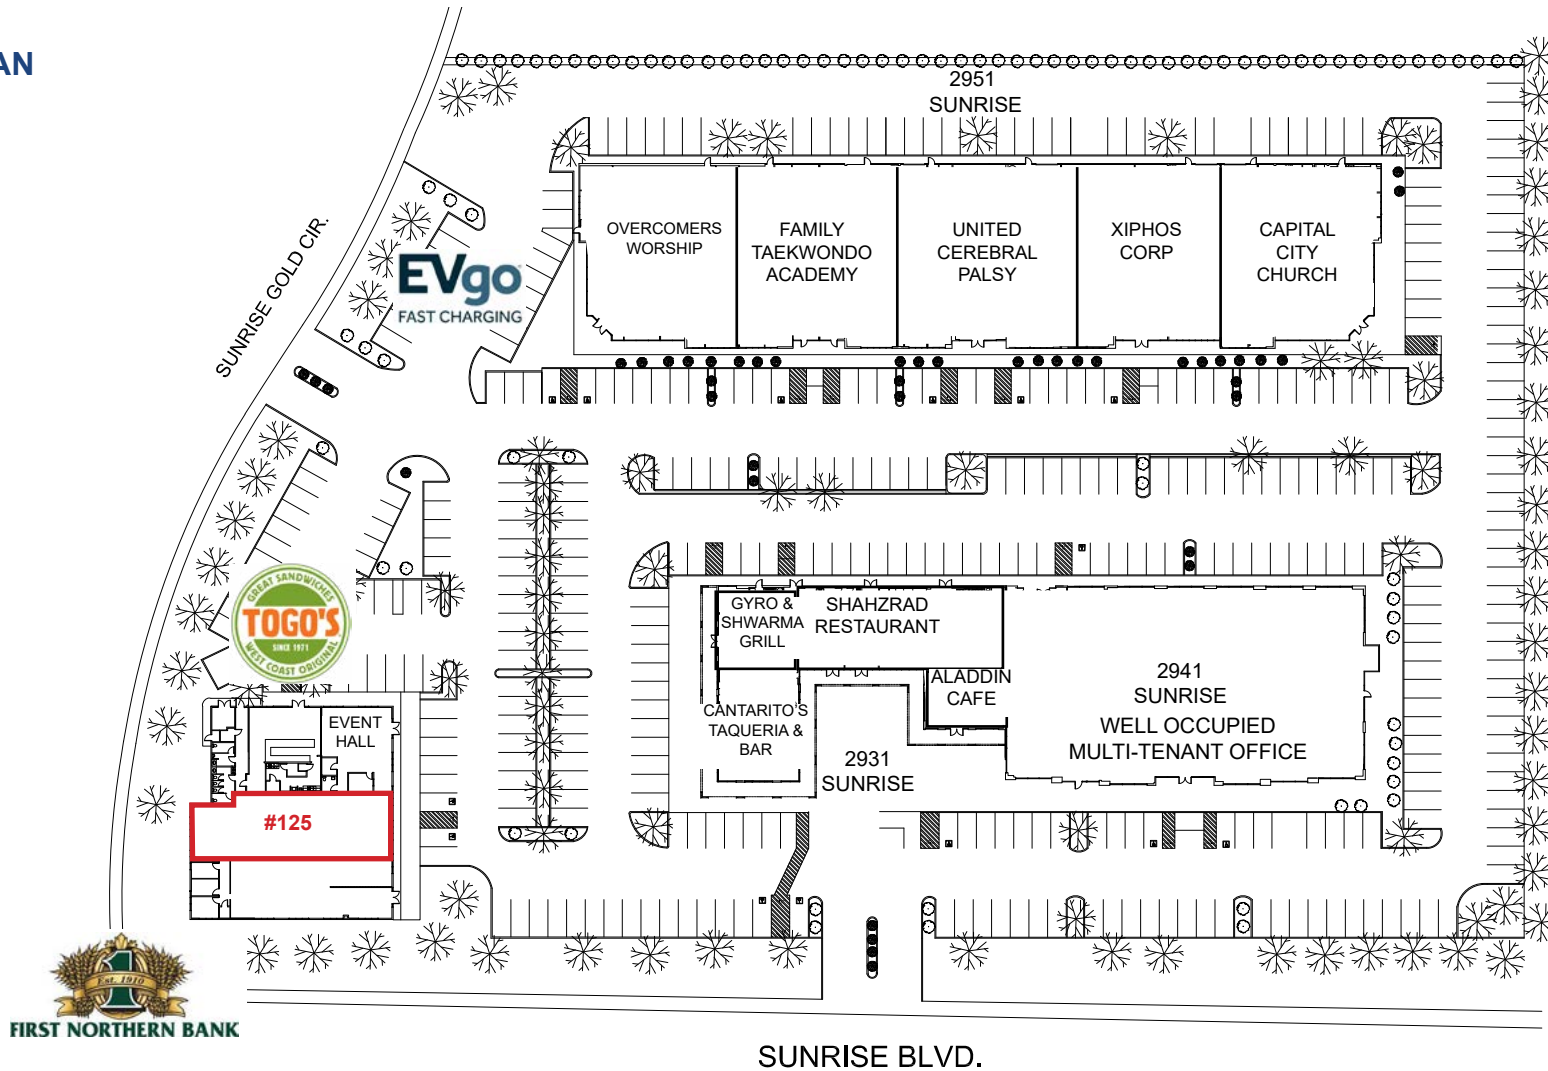 AN
2951
SUNRISE
OVERCOMERS
WORSHIP
FAMILY
TAEKWONDO
ACADEMY
UNITED
CEREBRAL
PALSY
XIPHOS
CORP
CAPITAL
CITY
CHURCH
SUNRISE GOLD CIR.
EVgo
FAST CHARGING
GREAT SANDWICHES
TOGO'S
SINCE 1971
WEST COAST ORIGINAL
GYRO &
SHWARMA
GRILL
SHAHZRAD
RESTAURANT
ALADDIN
CAFE
CANTARITO'S
TAQUERIA &
BAR
2931
SUNRISE
2941
SUNRISE
WELL OCCUPIED
MULTI-TENANT OFFICE
EVENT
HALL
#125
1
Est. 1910
FIRST NORTHERN BANK
SUNRISE BLVD.